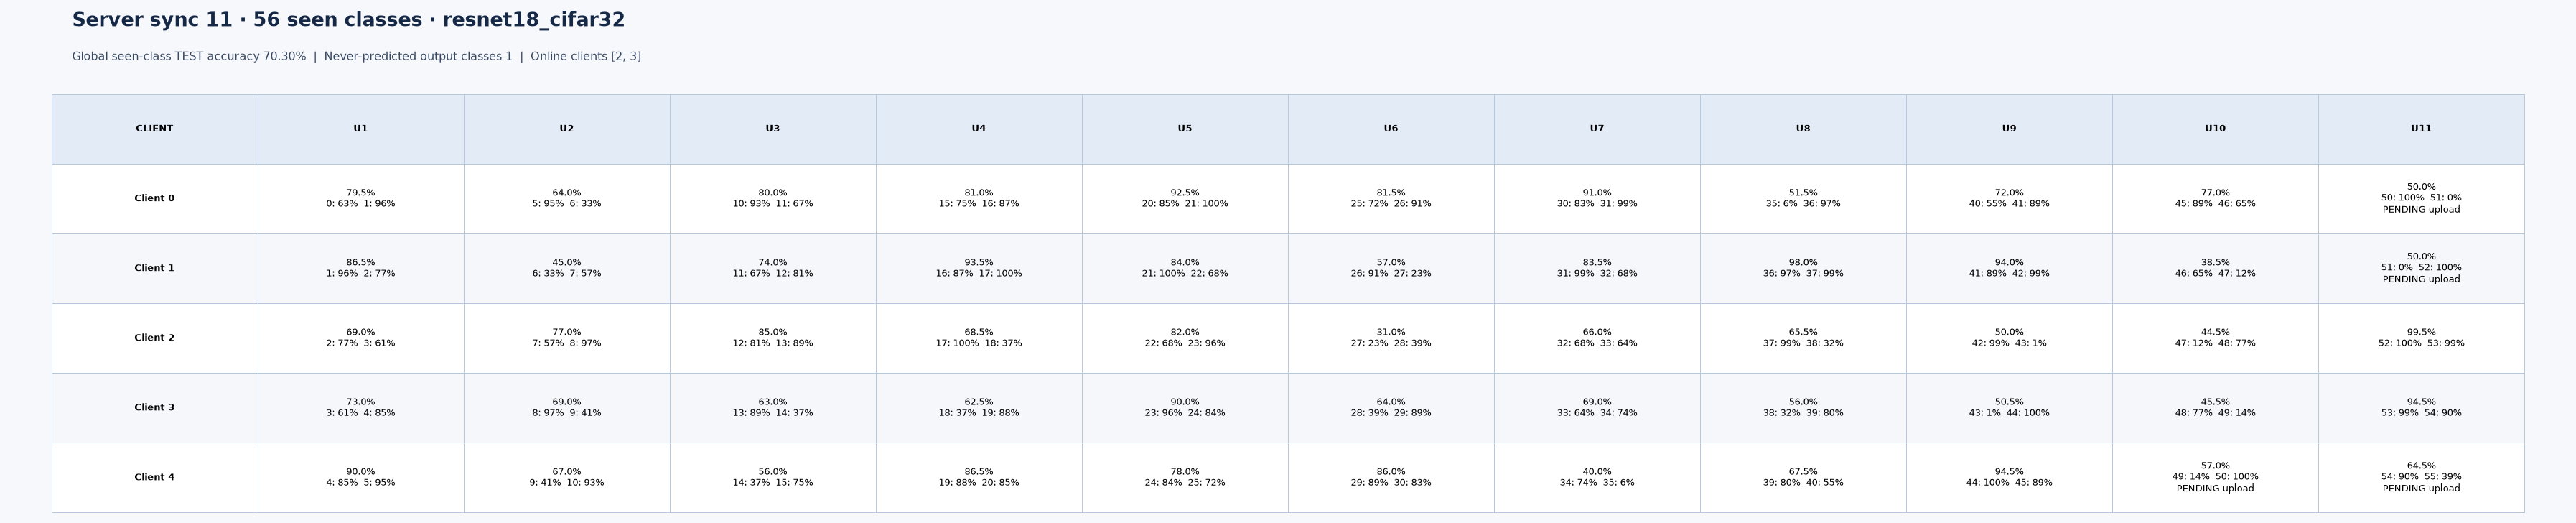 Server sync 11 · 56 seen classes · resnet18_cifar32
Global seen-class TEST accuracy 70.30% | Never-predicted output classes 1 | Online clients [2, 3]
CLIENT U1 U2 U3 U4 U5 U6 U7 U8 U9 U10 U11
Client 0
79.5%
0: 63% 1: 96%
64.0%
5: 95% 6: 33%
80.0%
10: 93% 11: 67%
81.0%
15: 75% 16: 87%
92.5%
20: 85% 21: 100%
81.5%
25: 72% 26: 91%
91.0%
30: 83% 31: 99%
51.5%
35: 6% 36: 97%
72.0%
40: 55% 41: 89%
77.0%
45: 89% 46: 65%
50.0%
50: 100% 51: 0%
PENDING upload
Client 1
86.5%
1: 96% 2: 77%
45.0%
6: 33% 7: 57%
74.0%
11: 67% 12: 81%
93.5%
16: 87% 17: 100%
84.0%
21: 100% 22: 68%
57.0%
26: 91% 27: 23%
83.5%
31: 99% 32: 68%
98.0%
36: 97% 37: 99%
94.0%
41: 89% 42: 99%
38.5%
46: 65% 47: 12%
50.0%
51: 0% 52: 100%
PENDING upload
Client 2
69.0%
2: 77% 3: 61%
77.0%
7: 57% 8: 97%
85.0%
12: 81% 13: 89%
68.5%
17: 100% 18: 37%
82.0%
22: 68% 23: 96%
31.0%
27: 23% 28: 39%
66.0%
32: 68% 33: 64%
65.5%
37: 99% 38: 32%
50.0%
42: 99% 43: 1%
44.5%
47: 12% 48: 77%
99.5%
52: 100% 53: 99%
Client 3
73.0%
3: 61% 4: 85%
69.0%
8: 97% 9: 41%
63.0%
13: 89% 14: 37%
62.5%
18: 37% 19: 88%
90.0%
23: 96% 24: 84%
64.0%
28: 39% 29: 89%
69.0%
33: 64% 34: 74%
56.0%
38: 32% 39: 80%
50.5%
43: 1% 44: 100%
45.5%
48: 77% 49: 14%
94.5%
53: 99% 54: 90%
Client 4
90.0%
4: 85% 5: 95%
67.0%
9: 41% 10: 93%
56.0%
14: 37% 15: 75%
86.5%
19: 88% 20: 85%
78.0%
24: 84% 25: 72%
86.0%
29: 89% 30: 83%
40.0%
34: 74% 35: 6%
67.5%
39: 80% 40: 55%
94.5%
44: 100% 45: 89%
57.0%
49: 14% 50: 100%
PENDING upload
64.5%
54: 90% 55: 39%
PENDING upload